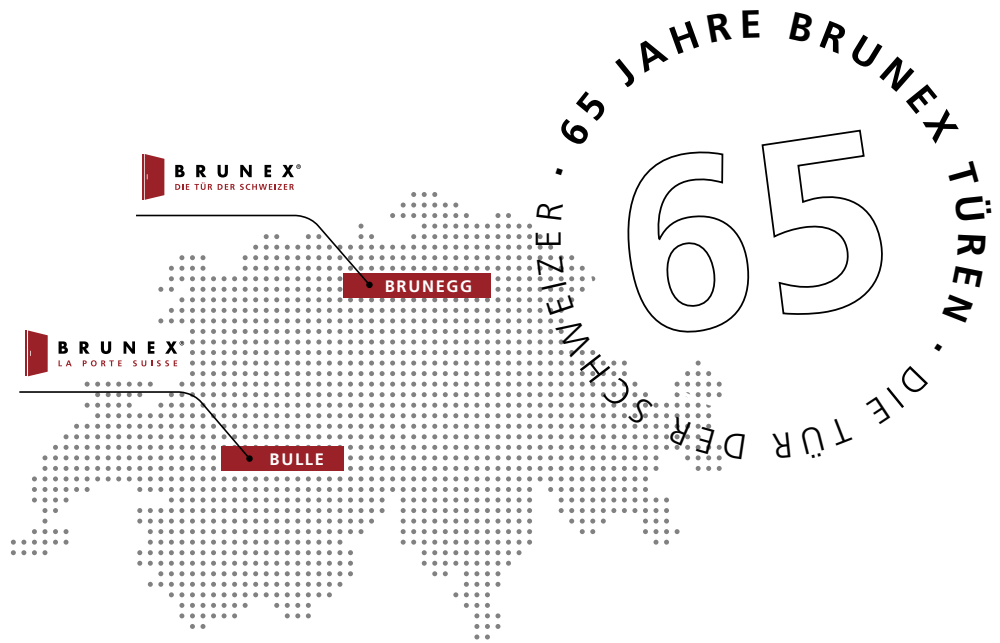 65 JAHRE BRUNEX TÜREN · DIE TÜR DER SCHWEIZER ·
65
BRUNEX®
DIE TÜR DER SCHWEIZER
BRUNEGG
BRUNEX®
LA PORTE SUISSE
BULLE